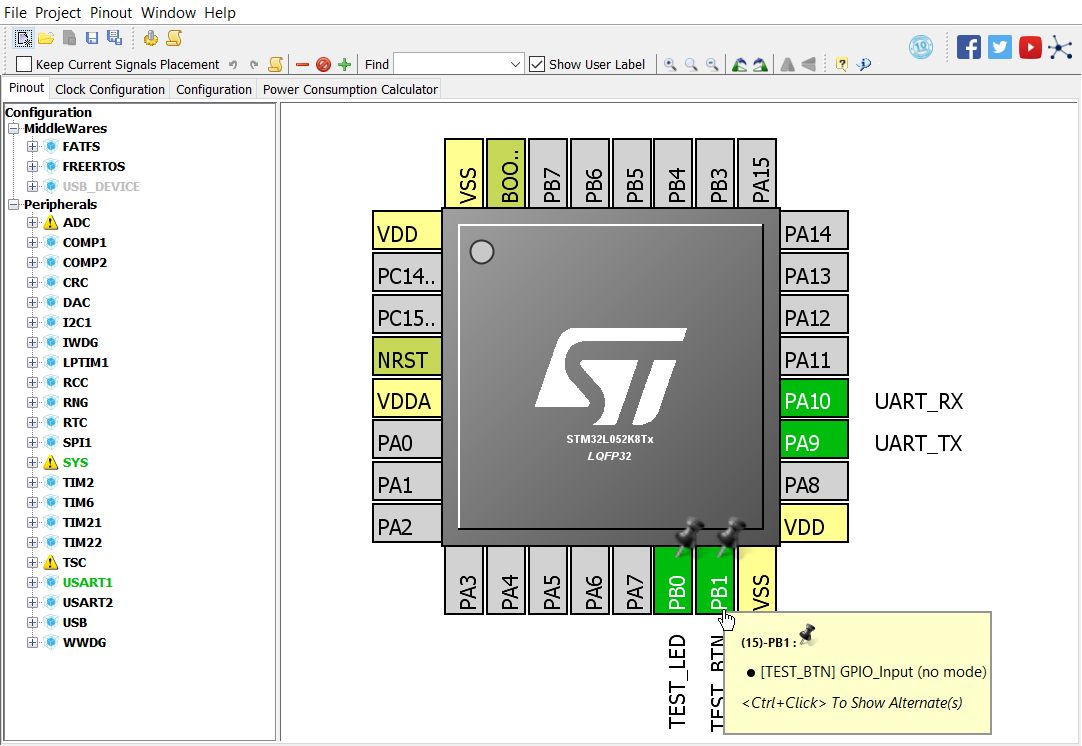 File Project Pinout Window Help
10
Keep Current Signals Placement Find Show User Label
Pinout Clock Configuration Configuration Power Consumption Calculator
Configuration
MiddleWares
FATFS
FREERTOS
USB_DEVICE
Peripherals
ADC
COMP1
COMP2
CRC
DAC
I2C1
IWDG
LPTIM1
RCC
RNG
RTC
SPI1
SYS
TIM2
TIM6
TIM21
TIM22
TSC
USART1
USART2
USB
WWDG
VSS
BOO..
PB7
PB6
PB5
PB4
PB3
PA15
VDD
PC14..
PC15..
NRST
VDDA
PA0
PA1
PA2
ST
STM32L052K8Tx
LQFP32
PA14
PA13
PA12
PA11
PA10 UART_RX
PA9 UART_TX
PA8
VDD
PA3
PA4
PA5
PA6
PA7
PB0
PB1
VSS
TEST_LED
TEST_BTN
(15)-PB1 :
● [TEST_BTN] GPIO_Input (no mode)
<Ctrl+Click> To Show Alternate(s)